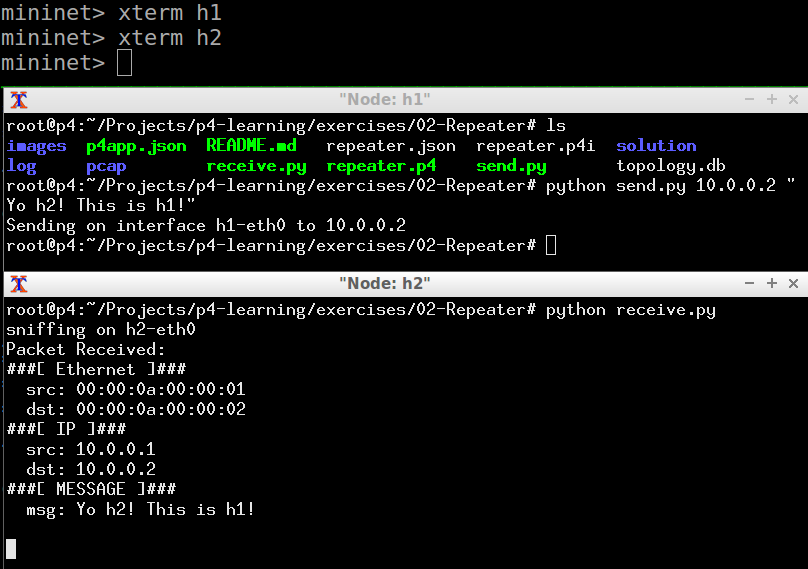 mininet> xterm h1
mininet> xterm h2
mininet>
"Node: h1"
root@p4:~/Projects/p4-learning/exercises/02-Repeater# ls
images p4app.json README.md repeater.json repeater.p4i solution
log pcap receive.py repeater.p4 send.py topology.db
root@p4:~/Projects/p4-learning/exercises/02-Repeater# python send.py 10.0.0.2 "
Yo h2! This is h1!"
Sending on interface h1-eth0 to 10.0.0.2
root@p4:~/Projects/p4-learning/exercises/02-Repeater#
"Node: h2"
root@p4:~/Projects/p4-learning/exercises/02-Repeater# python receive.py
sniffing on h2-eth0
Packet Received:
###[ Ethernet ]###
  src: 00:00:0a:00:00:01
  dst: 00:00:0a:00:00:02
###[ IP ]###
  src: 10.0.0.1
  dst: 10.0.0.2
###[ MESSAGE ]###
  msg: Yo h2! This is h1!